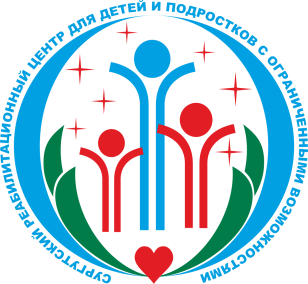 СУРГУТСКИЙ РЕАБИЛИТАЦИОННЫЙ ЦЕНТР ДЛЯ ДЕТЕЙ И ПОДРОСТКОВ С ОГРАНИЧЕННЫМИ ВОЗМОЖНОСТЯМИ